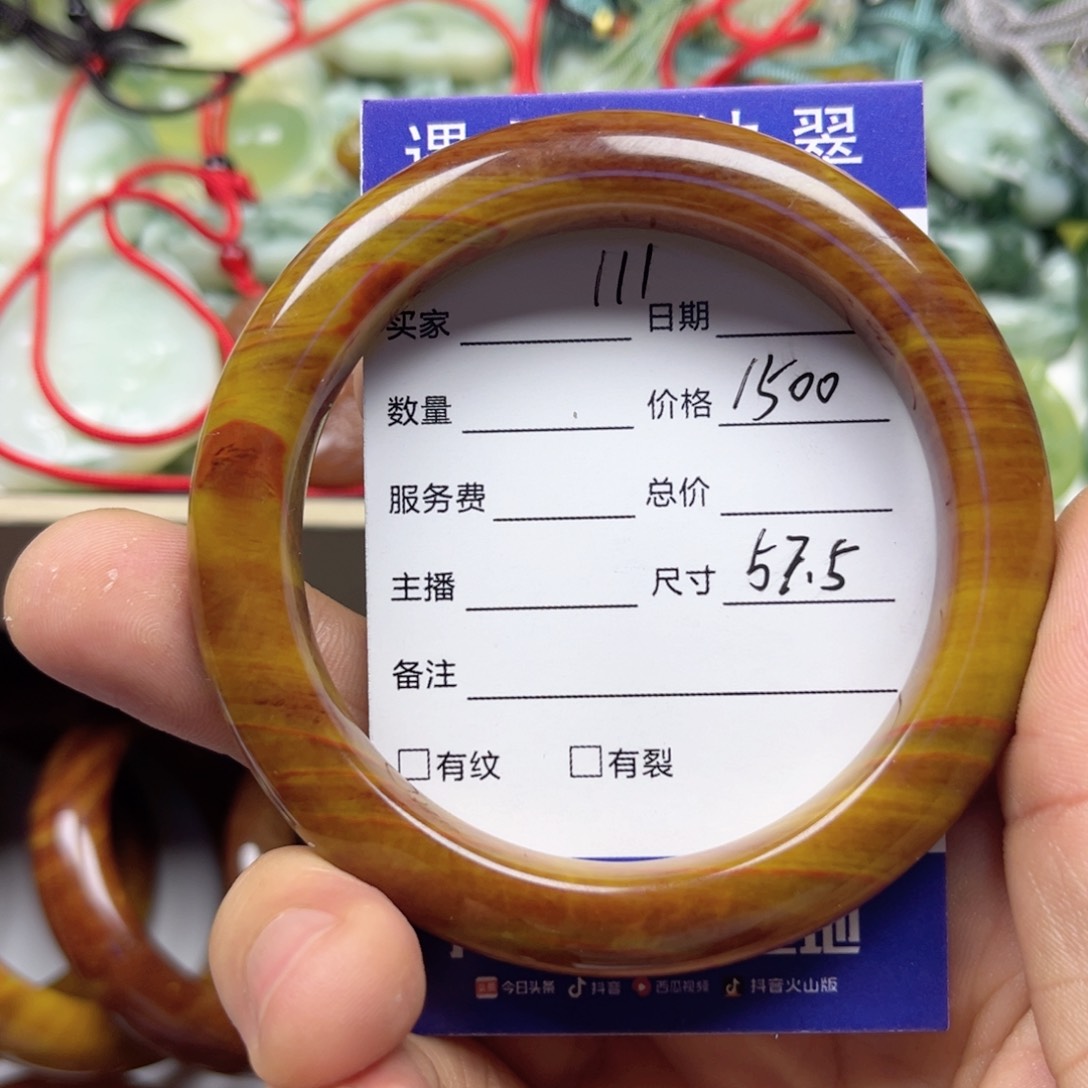 翠
111
买家 日期
数量 价格 1500
服务费 总价
主播 尺寸 57.5
备注
□有纹 □有裂
地
今日头条 抖音 西瓜视频 抖音火山版